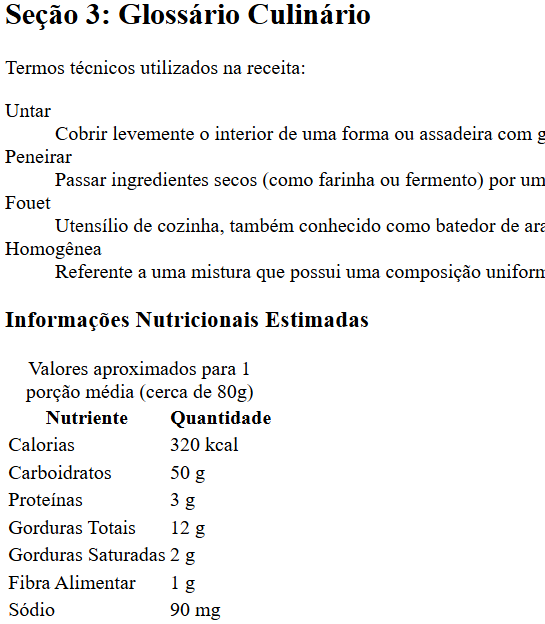 Seção 3: Glossário Culinário
Termos técnicos utilizados na receita:
Untar
Cobrir levemente o interior de uma forma ou assadeira com
Peneirar
Passar ingredientes secos (como farinha ou fermento) por um
Fouet
Utensílio de cozinha, também conhecido como batedor de
Homogênea
Referente a uma mistura que possui uma composição
Informações Nutricionais Estimadas
Valores aproximados para 1
porção média (cerca de 80g)
Nutriente Quantidade
Calorias 320 kcal
Carboidratos 50 g
Proteínas 3 g
Gorduras Totais 12 g
Gorduras Saturadas 2 g
Fibra Alimentar 1 g
Sódio 90 mg